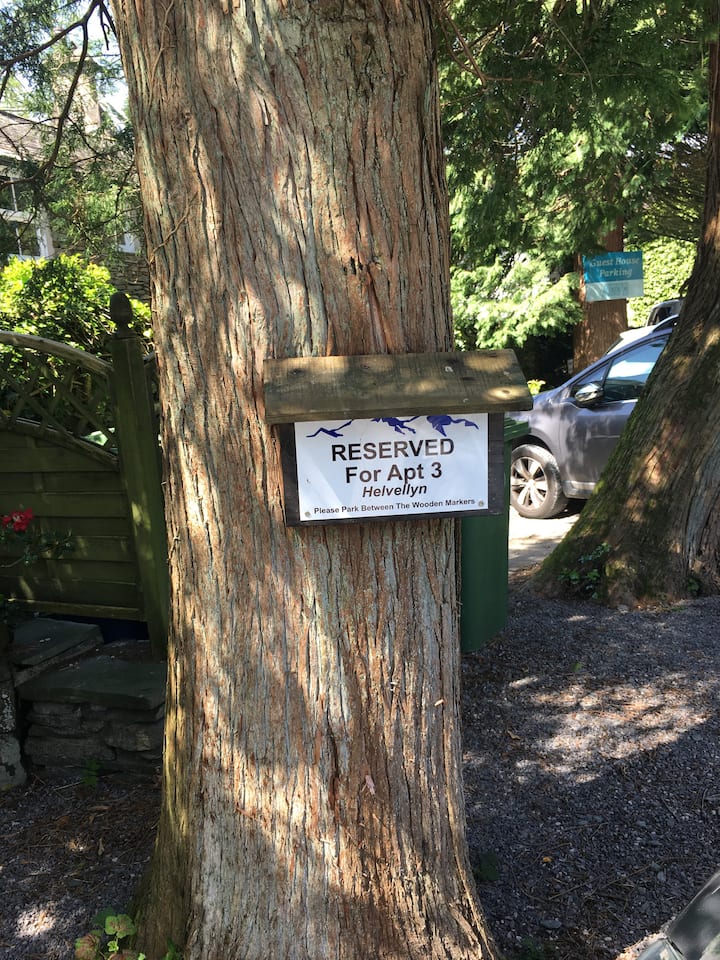 Guest House
Parking
RESERVED
For Apt 3
Helvellyn
Please Park Between The Wooden Markers